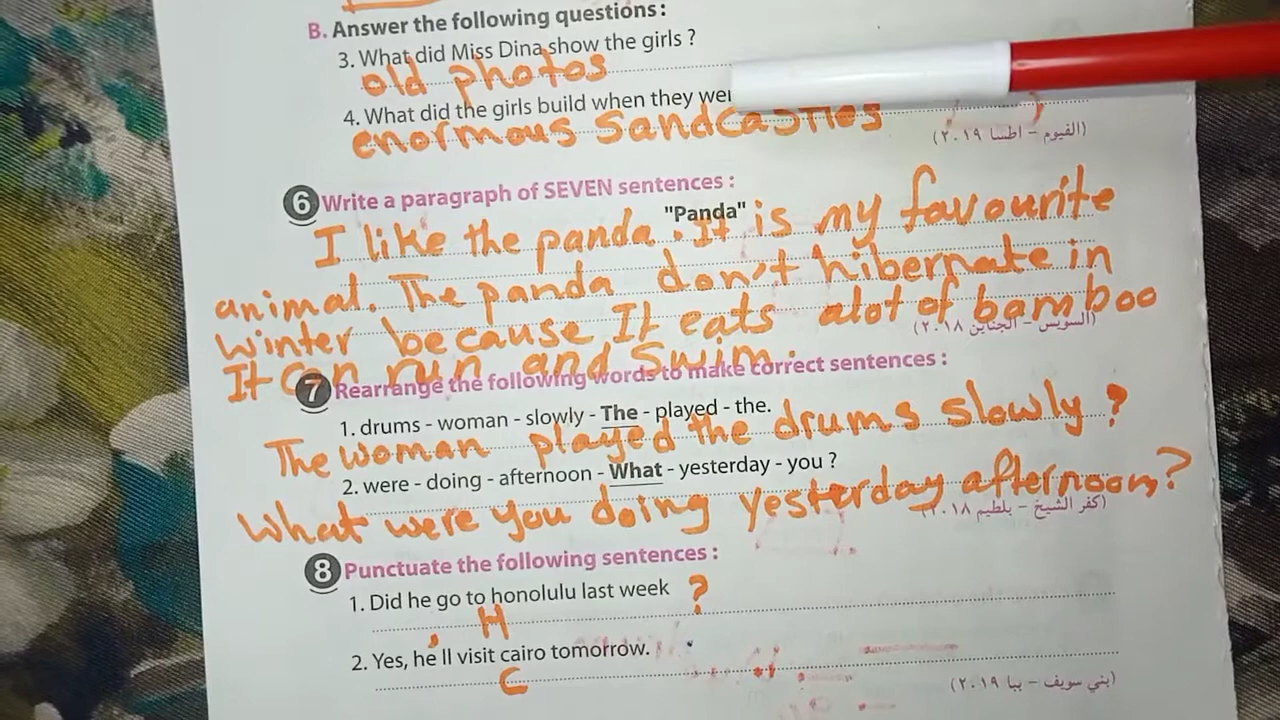 B. Answer the following questions:
3. What did Miss Dina show the girls ?
old photos
4. What did the girls build when they
enormous Sandcastles
(الفيوم – اطسا ٢٠١٩)
6 Write a paragraph of SEVEN sentences :
"Panda"
I like the panda. It is my favourite
animal. The panda don't hibernate in
winter because It eats alot of bamboo
(السويس – الجناين ٢٠١٨)
It can run and Swim.
7 Rearrange the following words to make correct sentences :
1. drums - woman - slowly - The - played - the.
The woman played the drums slowly ?
2. were - doing - afternoon - What - yesterday - you ?
What were you doing yesterday afternoon?
(كفر الشيخ – بلطيم ٢٠١٨)
8 Punctuate the following sentences :
1. Did he go to honolulu last week ?
H
2. Yes, he'll visit cairo tomorrow.
C
(بني سويف – ببا ٢٠١٩)